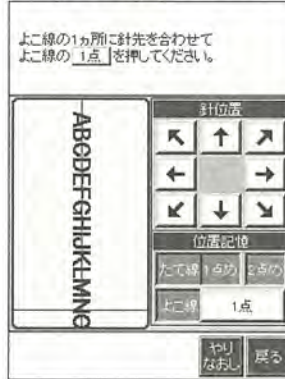 よこ線の1ヵ所に針先を合わせて
よこ線の 1点 を押してください。
ABCDEFGHIJKLMNO
針位置
位置記憶
たて線 1点め 2点め
よこ線 1点
やり
なおし
戻る